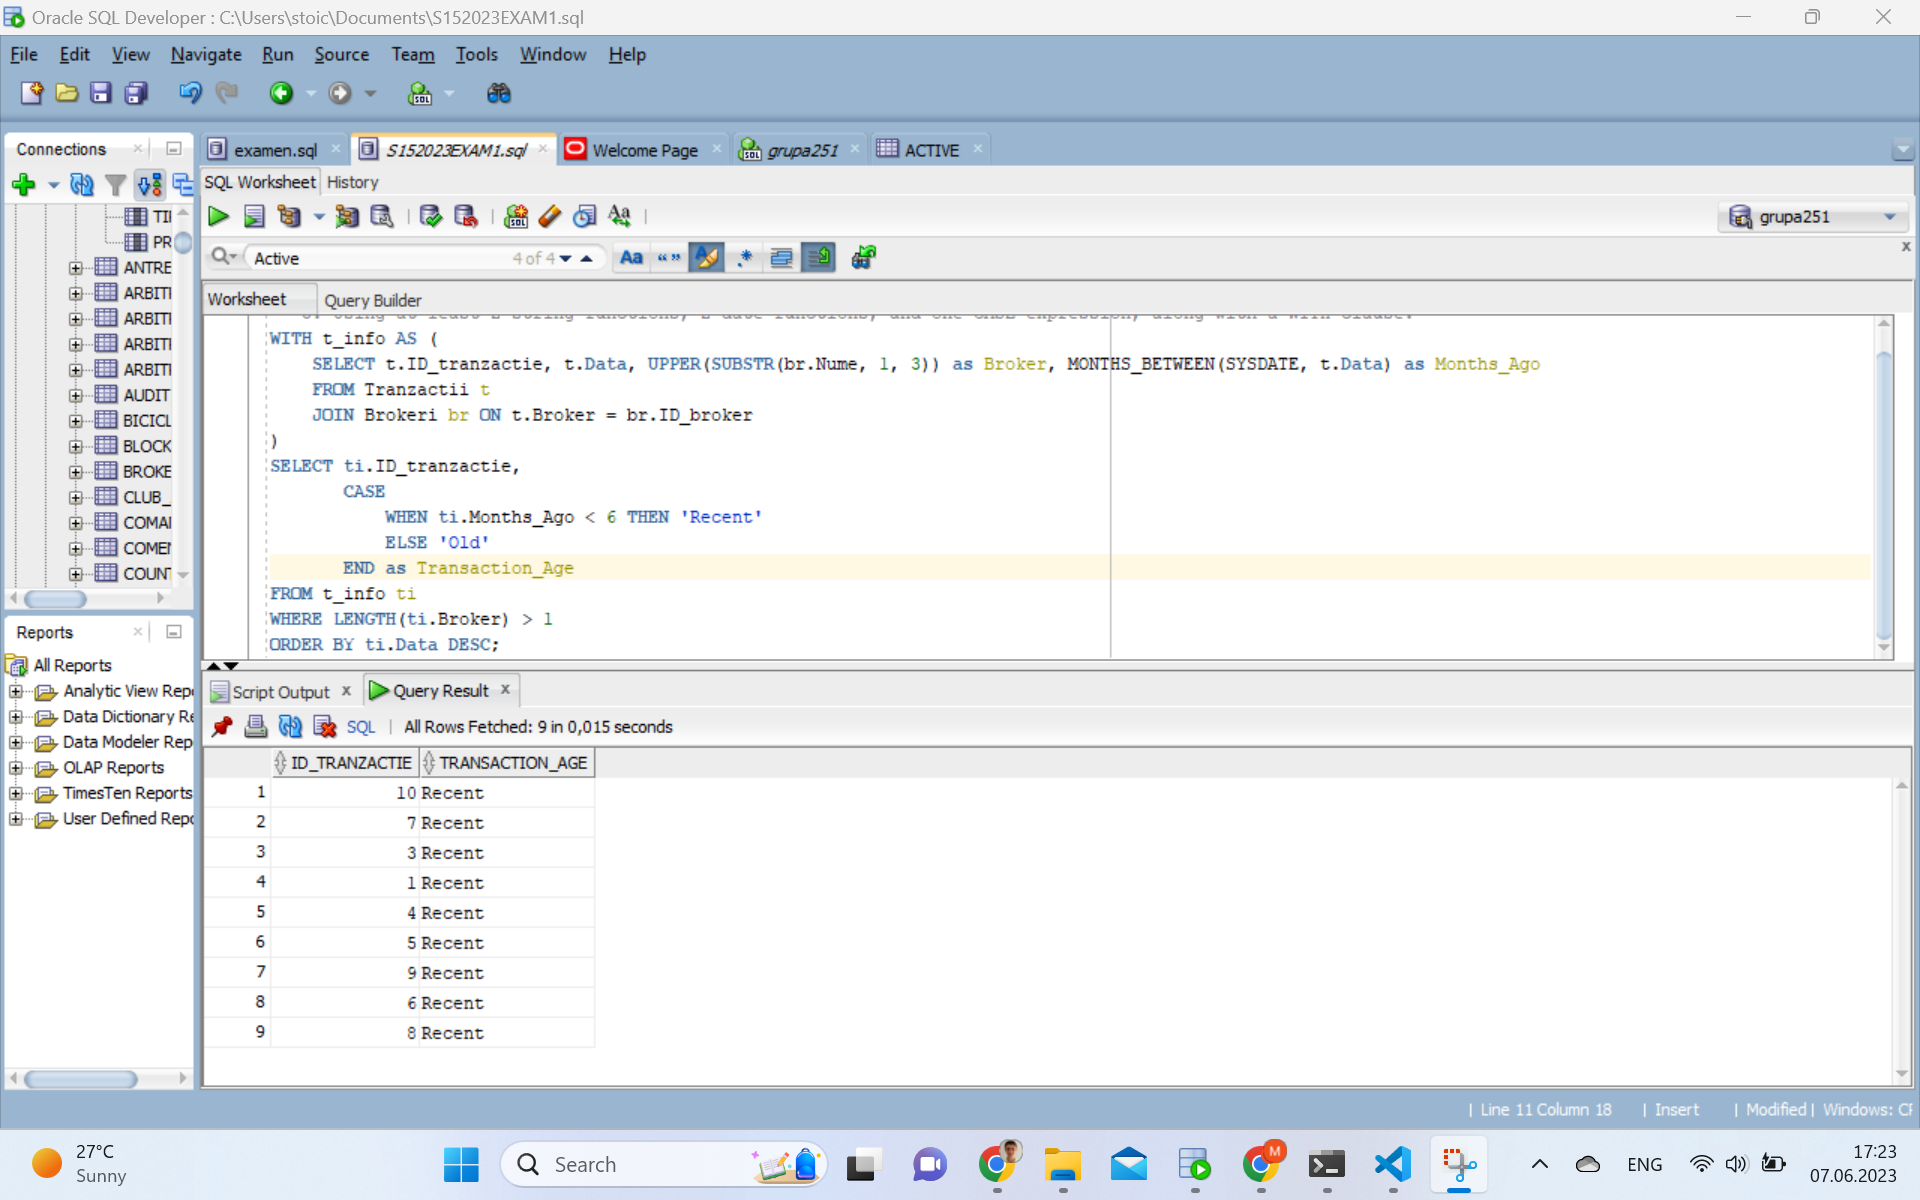 Oracle SQL Developer : C:\Users\stoic\Documents\S152023EXAM1.sql
File Edit View Navigate Run Source Team Tools Window Help
Connections
examen.sql
S152023EXAM1.sql
Welcome Page
grupa251
ACTIVE
SQL Worksheet History
grupa251
Active
4 of 4
Worksheet
Query Builder
ANTRE
ARBITI
ARBITI
ARBITI
ARBITI
AUDIT
BICICL
BLOCK
BROKE
CLUB_
COMAI
COMEI
COUNT
WITH t_info AS (
SELECT t.ID_tranzactie, t.Data, UPPER(SUBSTR(br.Nume, 1, 3)) as Broker, MONTHS_BETWEEN(SYSDATE, t.Data) as Months_Ago
FROM Tranzactii t
JOIN Brokeri br ON t.Broker = br.ID_broker
)
SELECT ti.ID_tranzactie,
CASE
WHEN ti.Months_Ago < 6 THEN 'Recent'
ELSE 'Old'
END as Transaction_Age
FROM t_info ti
WHERE LENGTH(ti.Broker) > 1
ORDER BY ti.Data DESC;
Reports
All Reports
Analytic View Rep
Data Dictionary Re
Data Modeler Rep
OLAP Reports
TimesTen Reports
User Defined Rep
Script Output
Query Result
SQL | All Rows Fetched: 9 in 0,015 seconds
ID_TRANZACTIE TRANSACTION_AGE
1 10 Recent
2 7 Recent
3 3 Recent
4 1 Recent
5 4 Recent
6 5 Recent
7 9 Recent
8 6 Recent
9 8 Recent
| Line 11 Column 18 | Insert | Modified | Windows: CF
27°C
Sunny
Search
ENG
17:23
07.06.2023